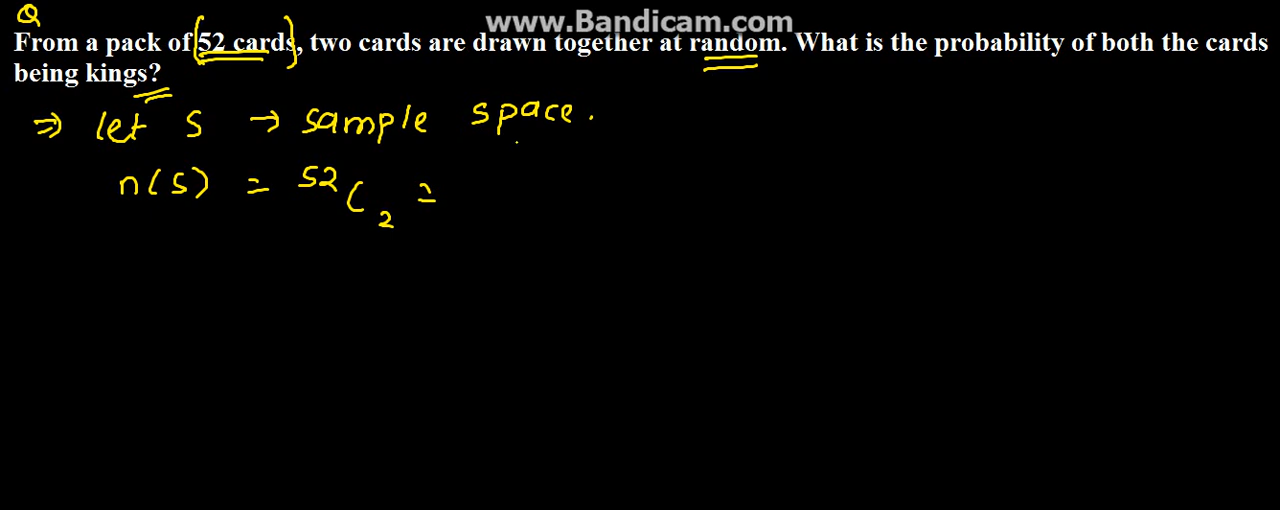 www.Bandicam.com
Q
From a pack of 52 cards, two cards are drawn together at random. What is the probability of both the cards
being kings?
⇒ let S → sample space.
n(S) = 52C2 =